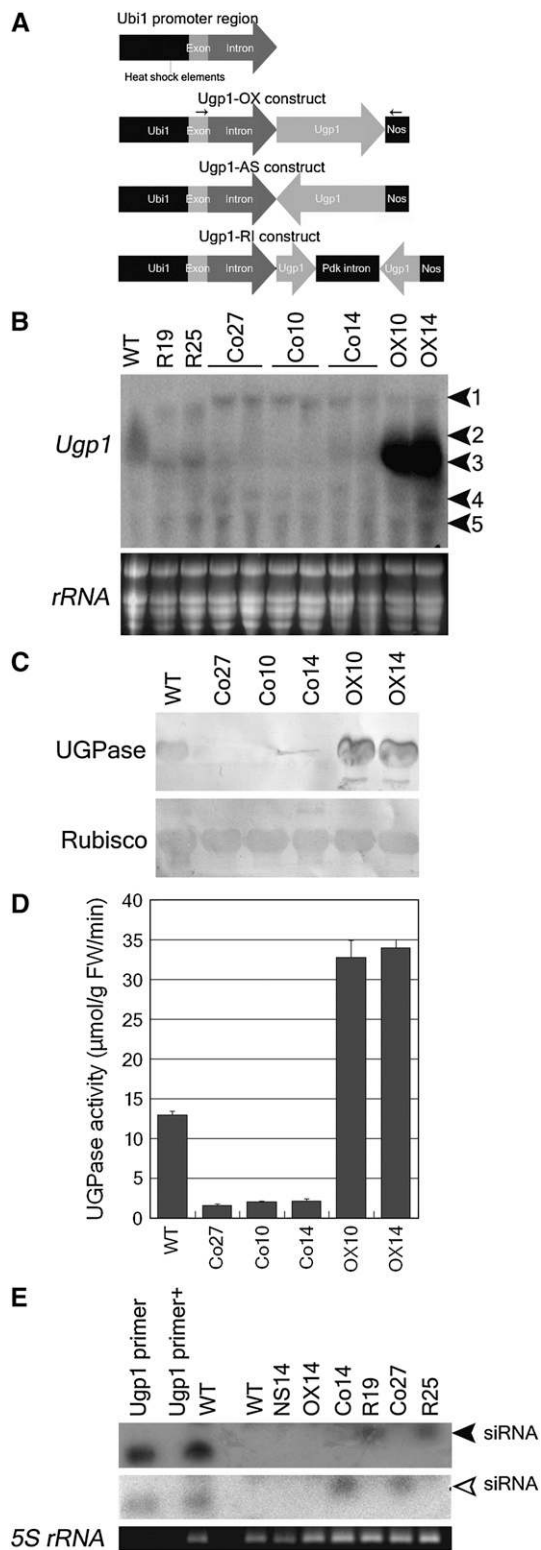 A
Ubi1 promoter region
Exon Intron
Heat shock elements
Ugp1-OX construct
Ubi1 Exon Intron Ugp1 Nos
Ugp1-AS construct
Ubi1 Exon Intron Ugp1 Nos
Ugp1-RI construct
Ubi1 Exon Intron Ugp1 Pdk intron Ugp1 Nos
B
WT R19 R25 Co27 Co10 Co14 OX10 OX14
Ugp1
1
2
3
4
5
rRNA
C
WT Co27 Co10 Co14 OX10 OX14
UGPase
Rubisco
D
UGPase activity (µmol/g FW/min)
40
35
30
25
20
15
10
5
0
WT Co27 Co10 Co14 OX10 OX14
E
Ugp1 primer Ugp1 primer+ WT WT NS14 OX14 Co14 R19 Co27 R25
siRNA
siRNA
5S rRNA